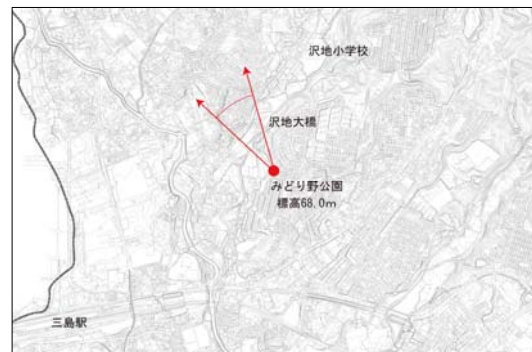 沢地小学校
沢地大橋
みどり野公園
標高68.0m
三島駅